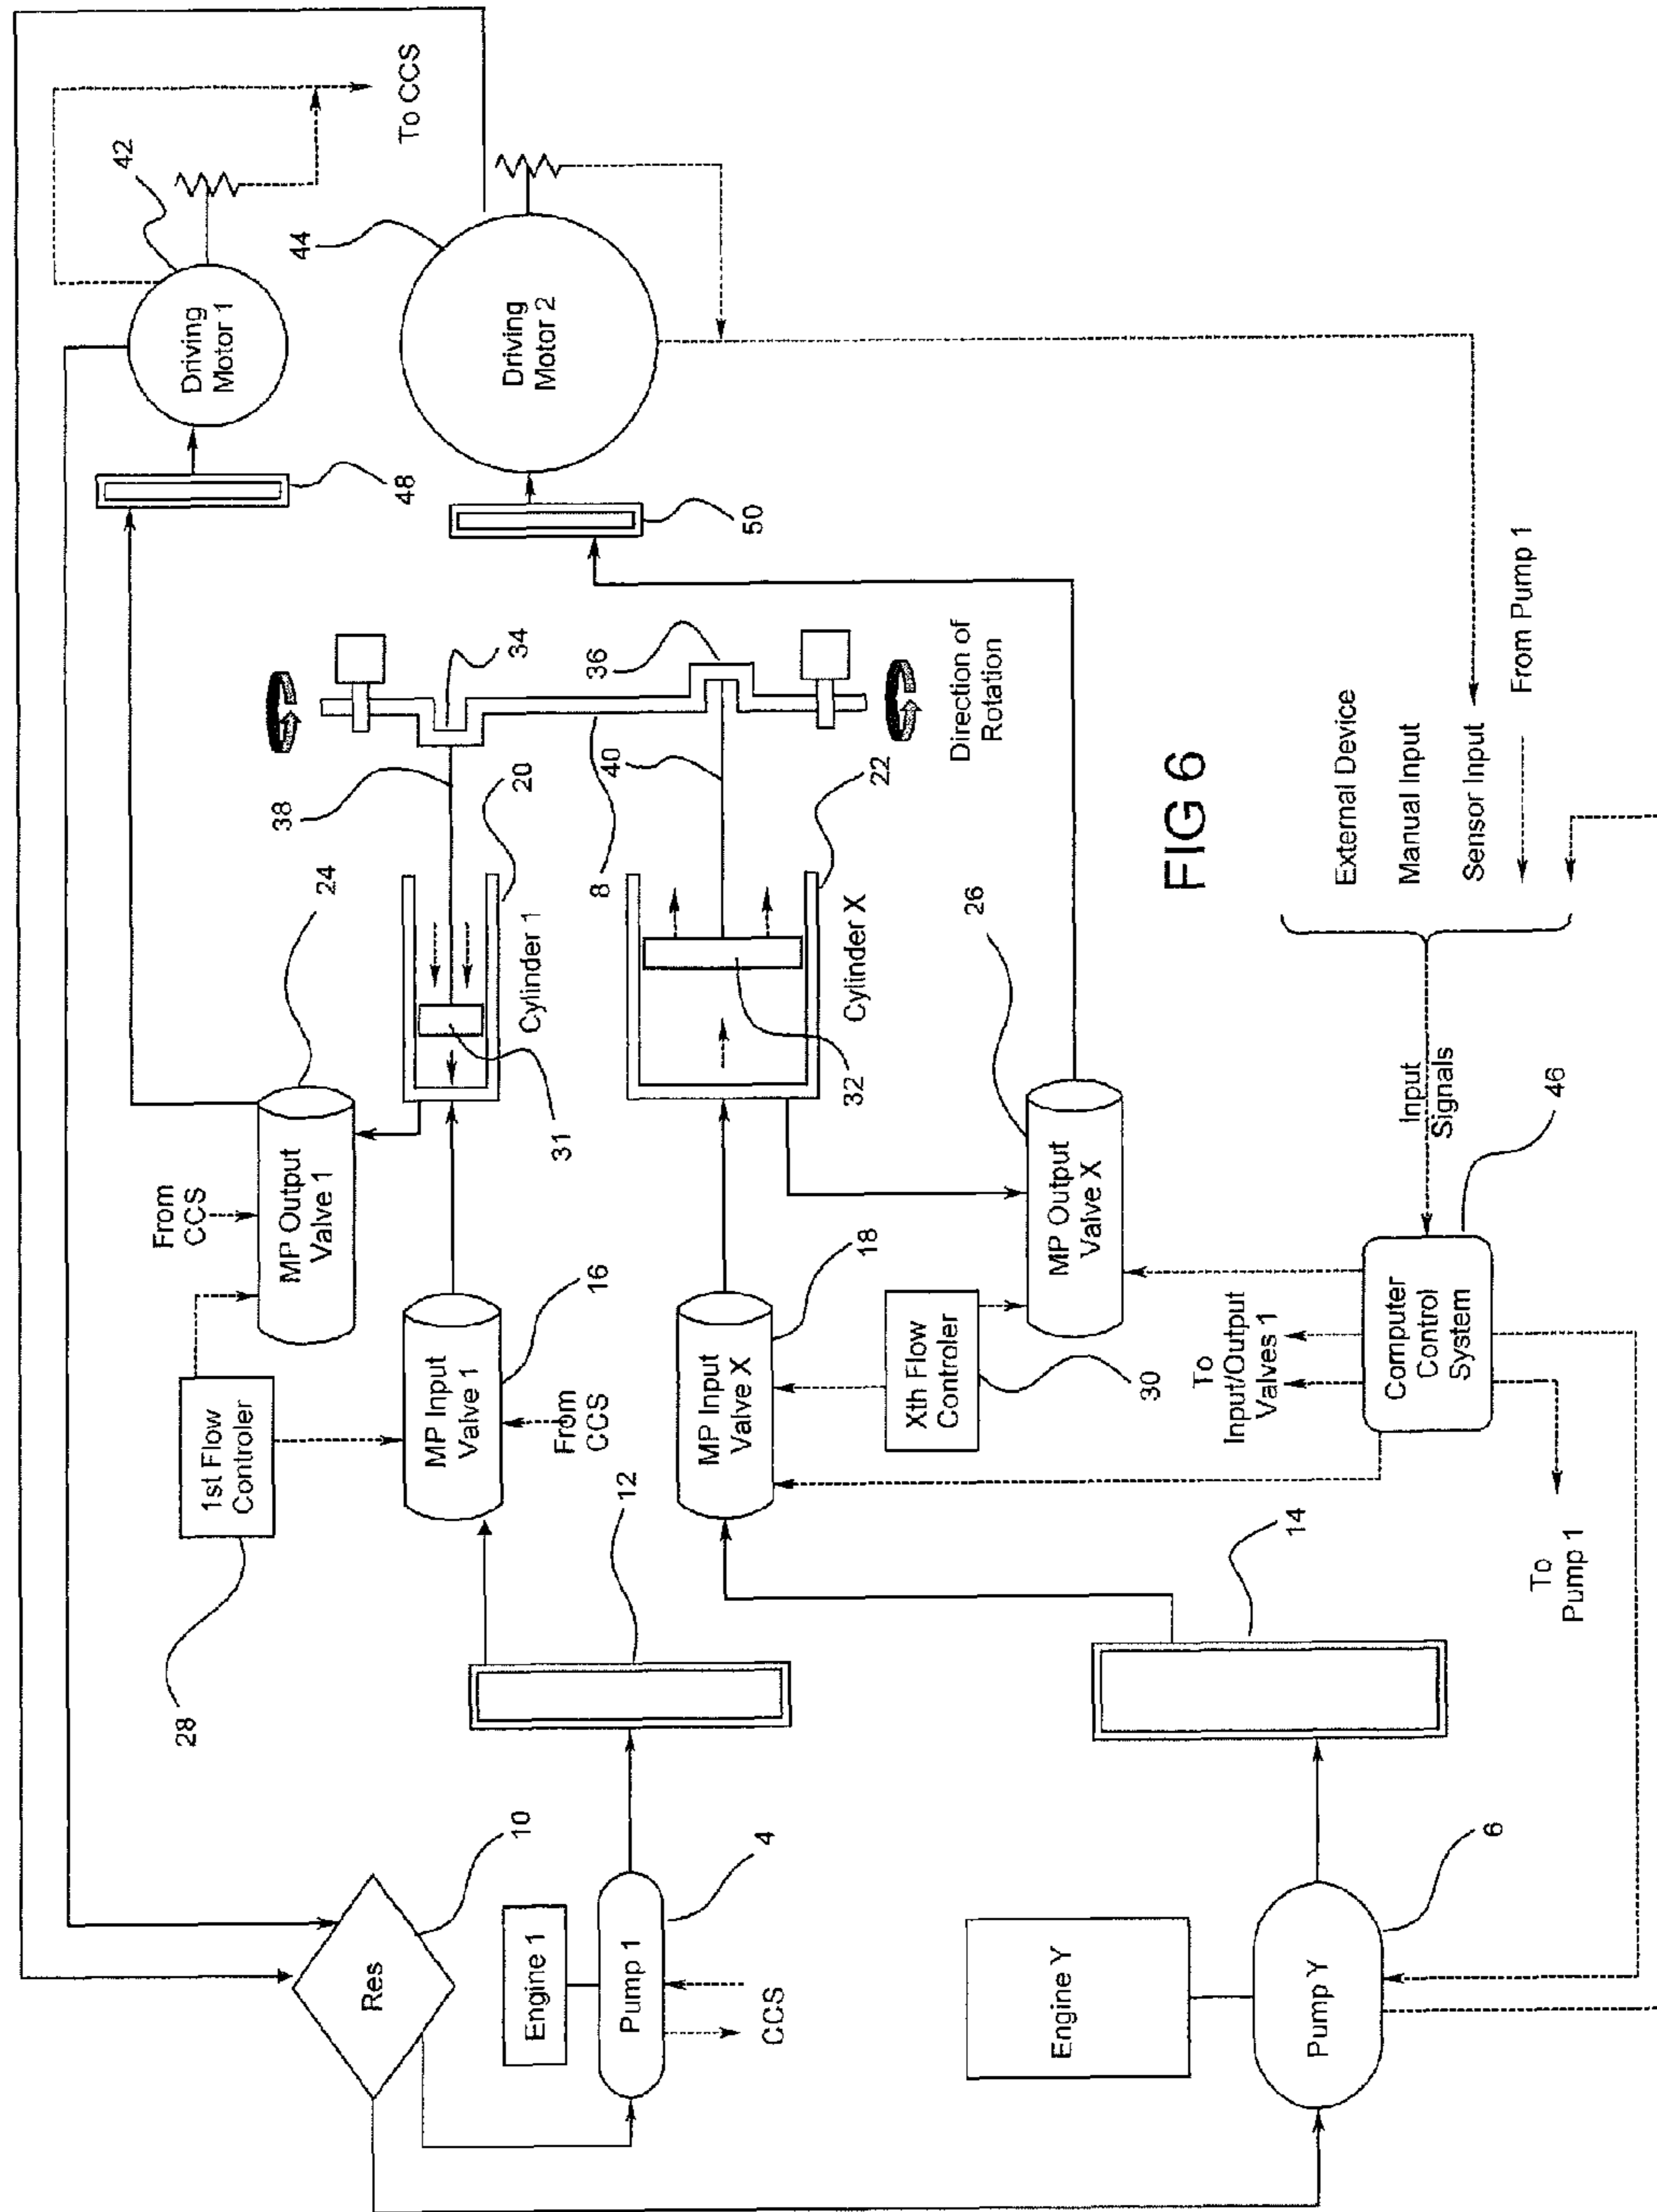 Res
10
Engine 1
Pump 1
4
CCS
Engine Y
Pump Y
6
12
14
28
1st Flow
Controller
From
CCS
MP Output
Valve 1
24
MP Input
Valve 1
16
From
CCS
MP Input
Valve X
18
Xth Flow
Controler
30
MP Output
Valve X
26
Cylinder 1
20
31
38
34
Cylinder X
22
32
40
8
36
Direction of
Rotation
Driving
Motor 1
42
48
To CCS
Driving
Motor 2
44
50
To
Input/Output
Valves 1
To
Pump 1
Computer
Control
System
46
Input
Signals
External Device
Manual Input
Sensor Input
From Pump 1
FIG 6